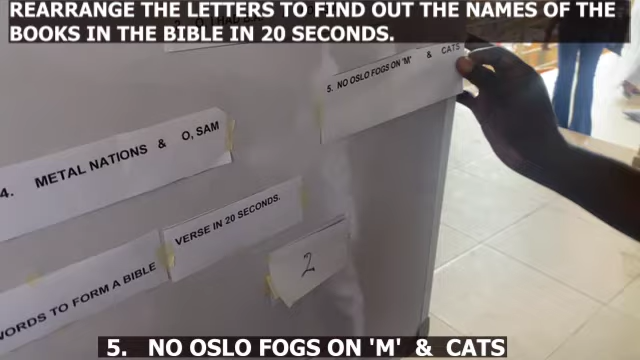 REARRANGE THE LETTERS TO FIND OUT THE NAMES OF THE
BOOKS IN THE BIBLE IN 20 SECONDS.
5. NO OSLO FOGS ON 'M' & CATS
4. METAL NATIONS & O, SAM
VERSE IN 20 SECONDS.
WORDS TO FORM A BIBLE
2
5. NO OSLO FOGS ON 'M' & CATS